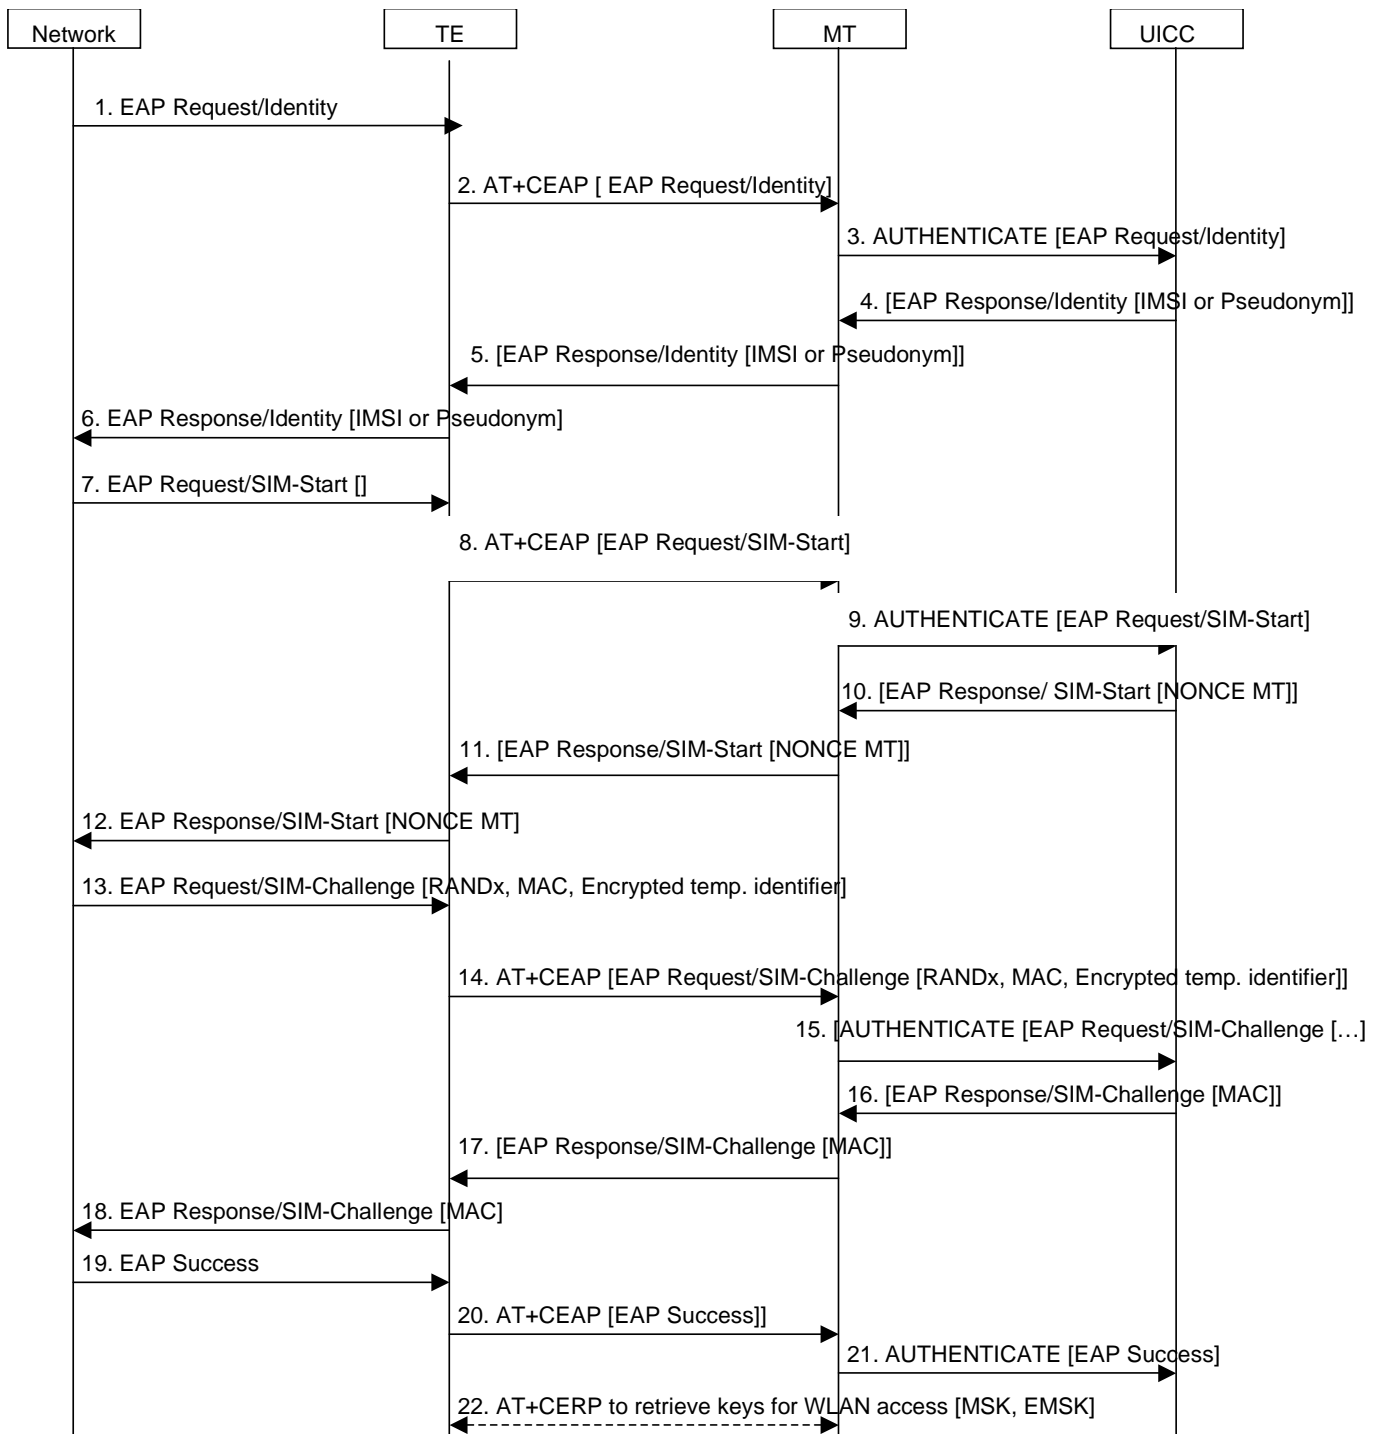 Network
TE
MT
UICC
1. EAP Request/Identity
2. AT+CEAP [ EAP Request/Identity]
3. AUTHENTICATE [EAP Request/Identity]
4. [EAP Response/Identity [IMSI or Pseudonym]]
5. [EAP Response/Identity [IMSI or Pseudonym]]
6. EAP Response/Identity [IMSI or Pseudonym]
7. EAP Request/SIM-Start []
8. AT+CEAP [EAP Request/SIM-Start]
9. AUTHENTICATE [EAP Request/SIM-Start]
10. [EAP Response/ SIM-Start [NONCE MT]]
11. [EAP Response/SIM-Start [NONCE MT]]
12. EAP Response/SIM-Start [NONCE MT]
13. EAP Request/SIM-Challenge [RANDx, MAC, Encrypted temp. identifier]
14. AT+CEAP [EAP Request/SIM-Challenge [RANDx, MAC, Encrypted temp. identifier]]
15. [AUTHENTICATE [EAP Request/SIM-Challenge […]
16. [EAP Response/SIM-Challenge [MAC]]
17. [EAP Response/SIM-Challenge [MAC]]
18. EAP Response/SIM-Challenge [MAC]
19. EAP Success
20. AT+CEAP [EAP Success]]
21. AUTHENTICATE [EAP Success]
22. AT+CERP to retrieve keys for WLAN access [MSK, EMSK]